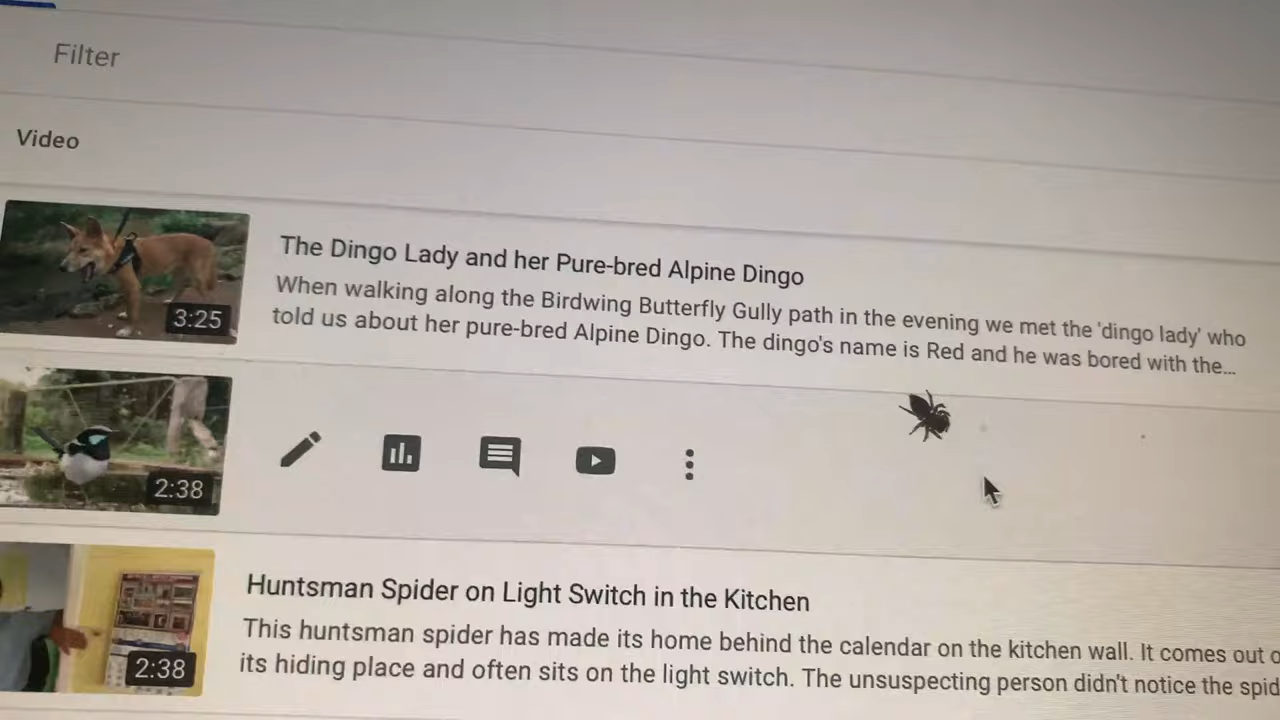 Filter
Video
3:25
The Dingo Lady and her Pure-bred Alpine Dingo
When walking along the Birdwing Butterfly Gully path in the evening we met the 'dingo lady' who
told us about her pure-bred Alpine Dingo. The dingo's name is Red and he was bored with the...
2:38
2:38
Huntsman Spider on Light Switch in the Kitchen
This huntsman spider has made its home behind the calendar on the kitchen wall. It comes out o
its hiding place and often sits on the light switch. The unsuspecting person didn't notice the spid